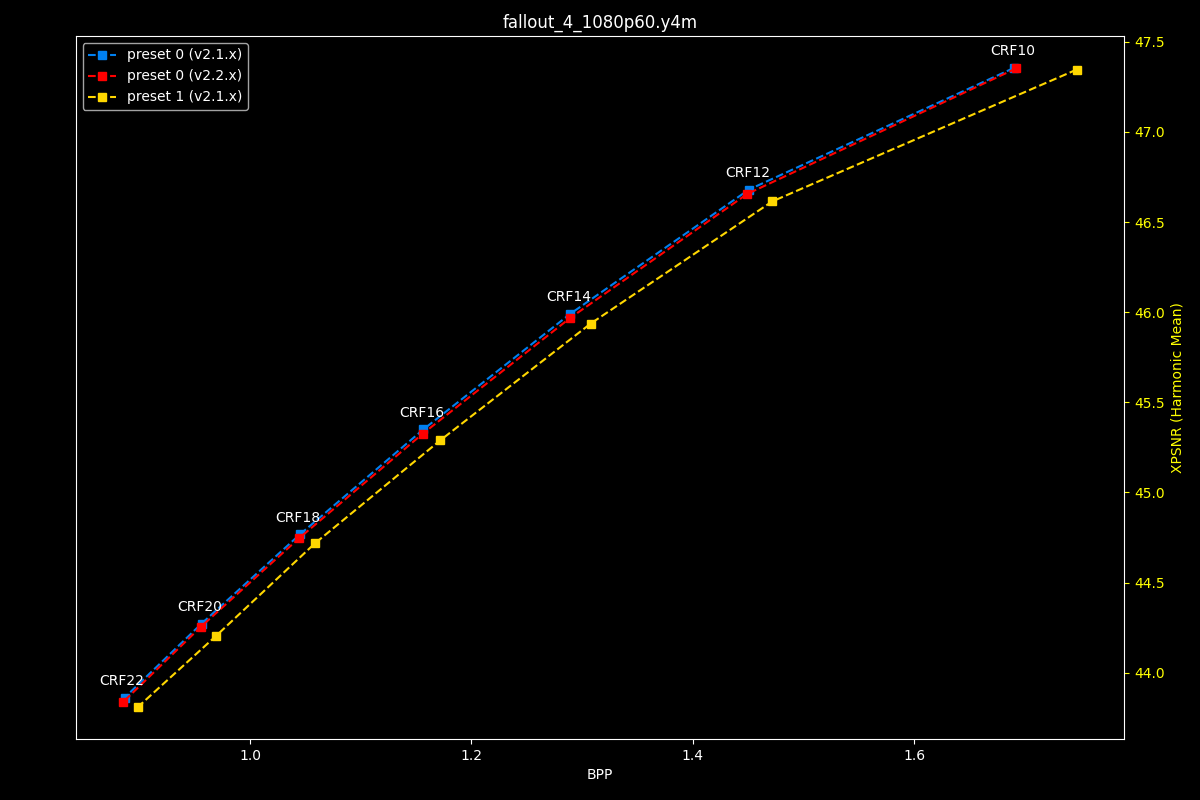 fallout_4_1080p60.y4m
preset 0 (v2.1.x)
preset 0 (v2.2.x)
preset 1 (v2.1.x)
CRF10
CRF12
CRF14
CRF16
CRF18
CRF20
CRF22
47.5
47.0
46.5
46.0
45.5
45.0
44.5
44.0
XPSNR (Harmonic Mean)
1.0
1.2
1.4
1.6
BPP